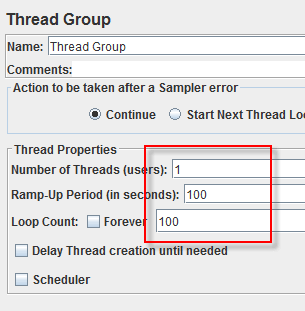 Thread Group
Name: Thread Group
Comments:
Action to be taken after a Sampler error
Continue Start Next Thread Loo
Thread Properties
Number of Threads (users): 1
Ramp-Up Period (in seconds): 100
Loop Count: Forever 100
Delay Thread creation until needed
Scheduler